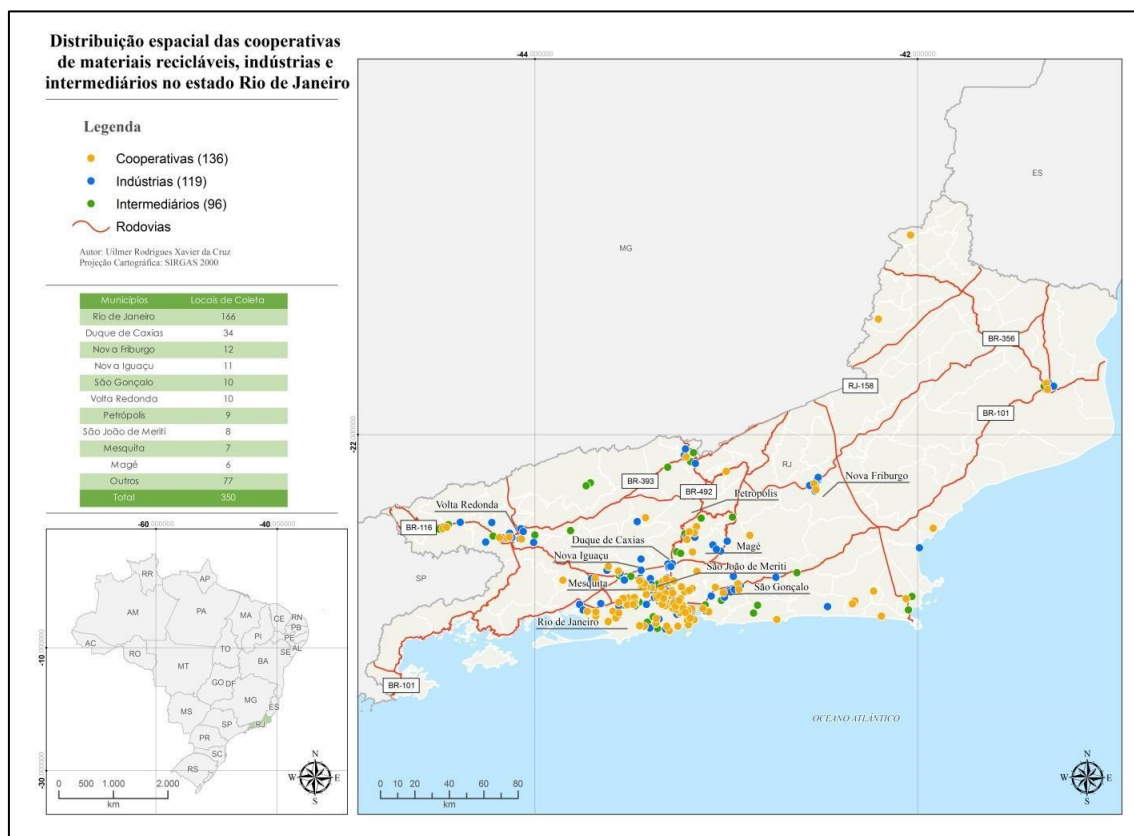 Distribuição espacial das cooperativas
de materiais recicláveis, indústrias e
intermediários no estado Rio de Janeiro
Legenda
Cooperativas (136)
Indústrias (119)
Intermediários (96)
Rodovias
Autor: Uilmer Rodrigues Xavier da Cruz
Projeção Cartográfica: SIRGAS 2000
Municípios Locais de Coleta
Rio de Janeiro 166
Duque de Caxias 34
Nova Friburgo 12
Nova Iguaçu 11
São Gonçalo 10
Volta Redonda 10
Petrópolis 9
São João de Meriti 8
Mesquita 7
Magé 6
Outros 77
Total 350
-60.000000 -40.000000
-10.000000
-30.000000
RR AP
AM PA MA CE RN
PB
PI PE
AC AL
SE
RO TO
MT BA
GO DF
MG
MS ES
SP RJ
PR
SC
RS
N
W E
S
0 500 1.000 2.000
km
-44.000000 -42.000000
-22.000000
ES
MG
BR-356
RJ-158
BR-101
RJ
BR-393
Nova Friburgo
BR-492
Petrópolis
Volta Redonda
BR-116
Duque de Caxias
Magé
Nova Iguaçu
São João de Meriti
SP
Mesquita
São Gonçalo
Rio de Janeiro
BR-101
OCEANO ATLÂNTICO
N
W E
S
0 10 20 40 60 80
km